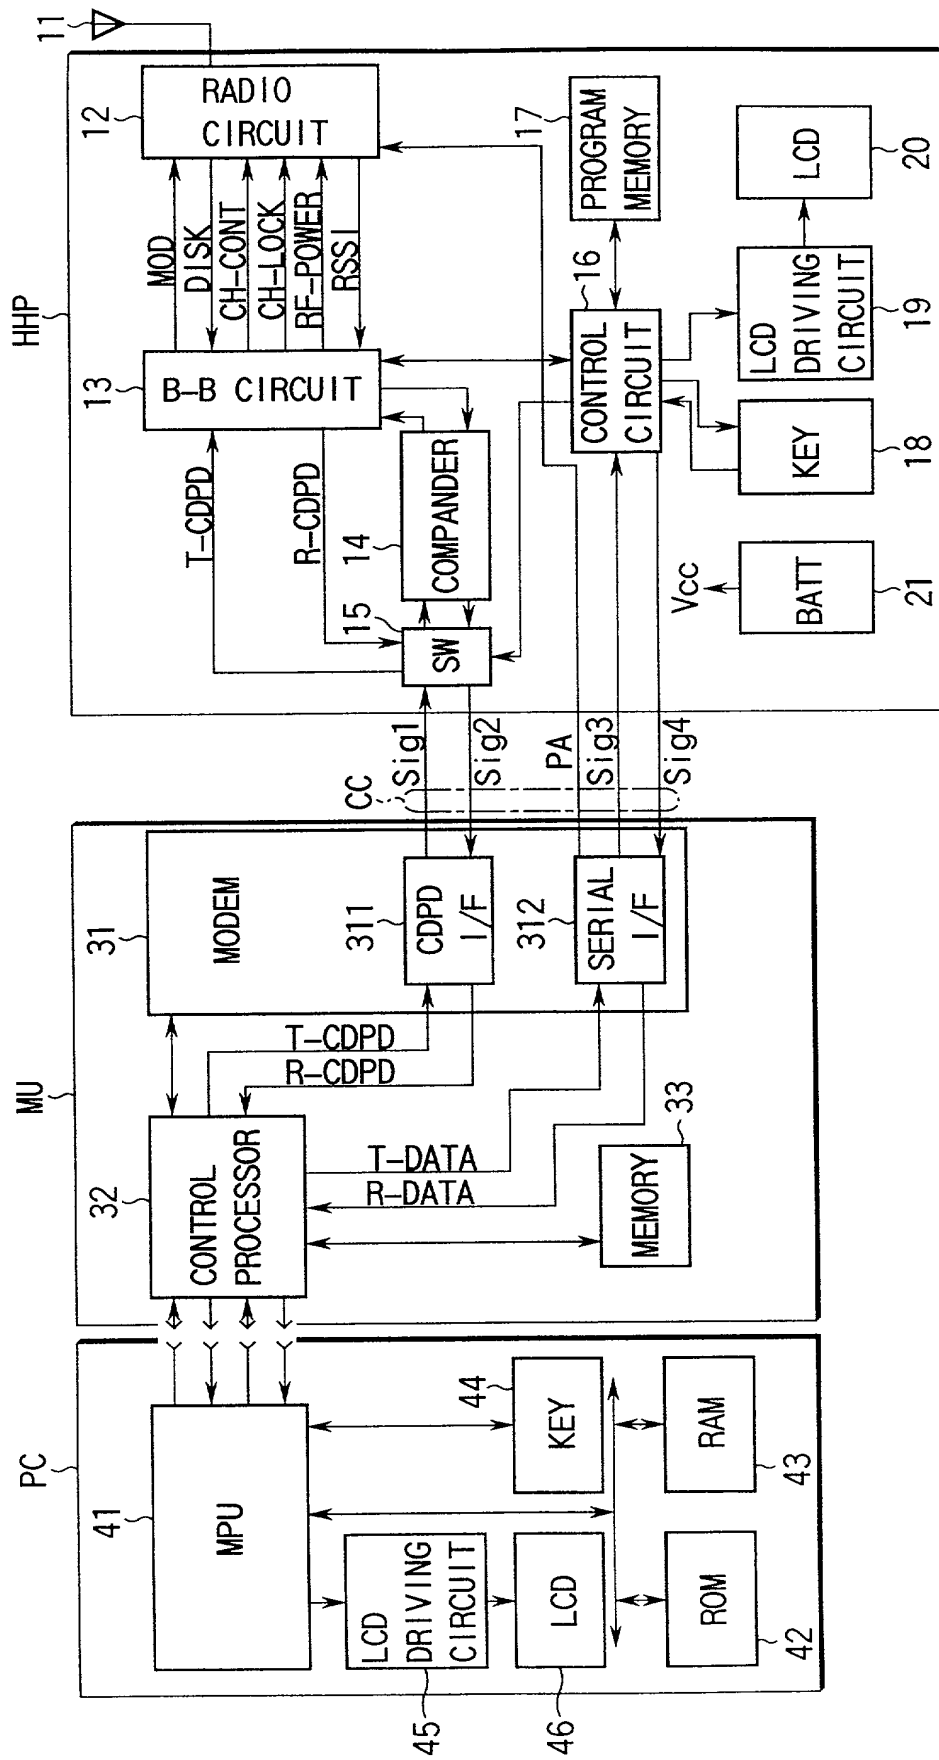 PC
41
MPU
LCD
DRIVING
CIRCUIT
45
LCD
46
KEY
44
ROM
42
RAM
43
MU
32
CONTROL
PROCESSOR
T-CDPD
R-CDPD
T-DATA
R-DATA
MEMORY
33
31
MODEM
311
CDPD
I/F
312
SERIAL
I/F
CC
Sig1
Sig2
PA
Sig3
Sig4
HHP
11
12
RADIO
CIRCUIT
MOD
DISK
CH-CONT
CH-LOCK
RF-POWER
RSSI
13
B-B CIRCUIT
T-CDPD
R-CDPD
14
COMPANDER
15
SW
16
CONTROL
CIRCUIT
17
PROGRAM
MEMORY
Vcc
BATT
21
KEY
18
LCD
DRIVING
CIRCUIT
19
LCD
20